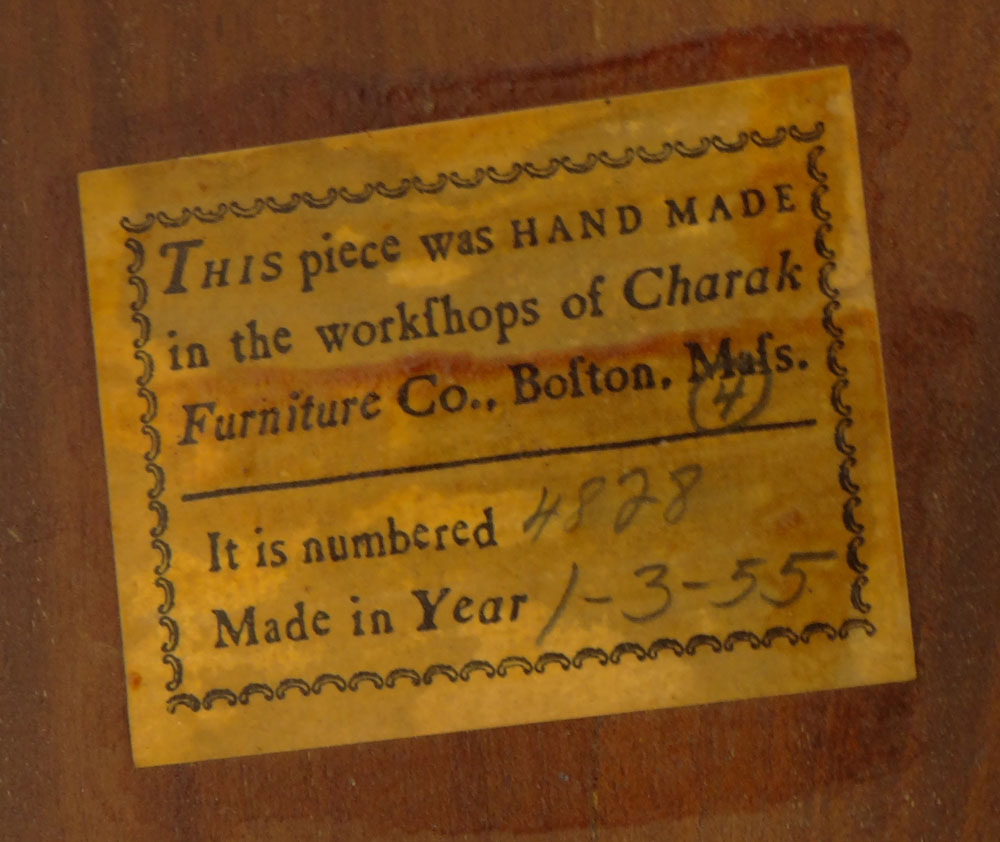 THIS piece was HAND MADE
in the workſhops of Charak
Furniture Co., Boſton, Maſs.
(4)
It is numbered 4828
Made in Year 1-3-55